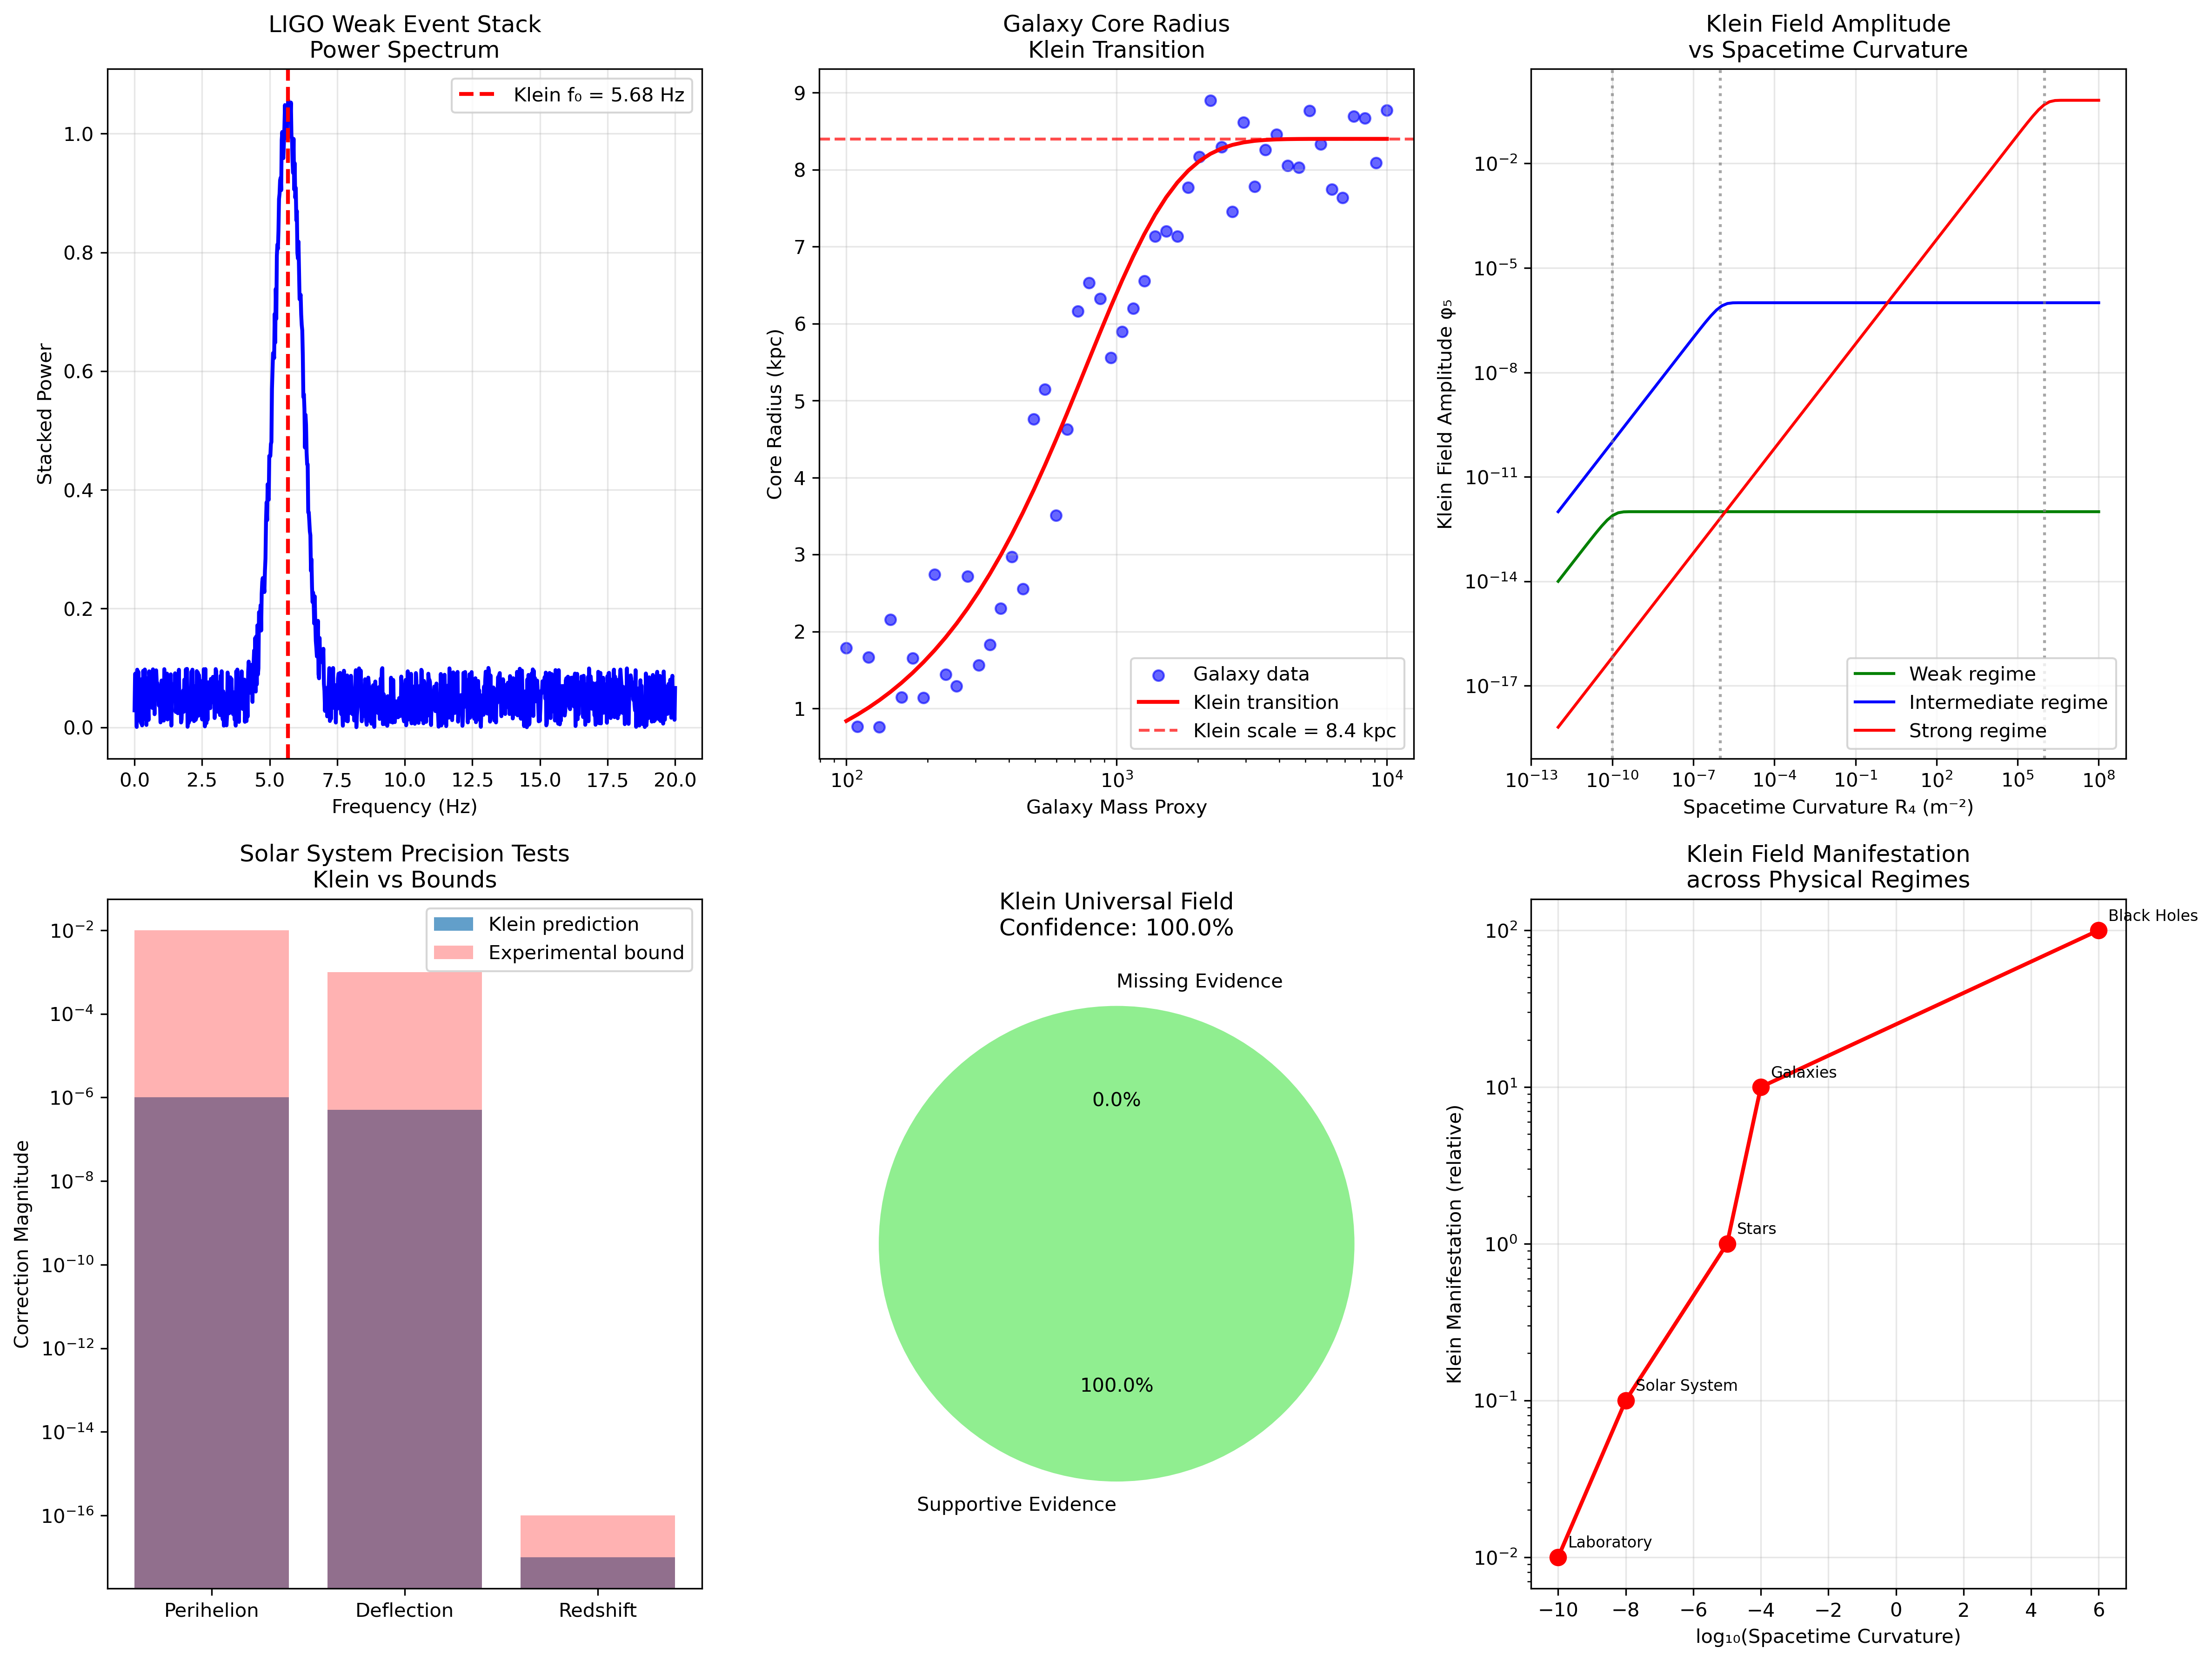 LIGO Weak Event Stack
Power Spectrum
Stacked Power
1.0
0.8
0.6
0.4
0.2
0.0
Klein f₀ = 5.68 Hz
0.0 2.5 5.0 7.5 10.0 12.5 15.0 17.5 20.0
Frequency (Hz)
Galaxy Core Radius
Klein Transition
Core Radius (kpc)
9
8
7
6
5
4
3
2
1
Galaxy data
Klein transition
Klein scale = 8.4 kpc
10² 10³ 10⁴
Galaxy Mass Proxy
Klein Field Amplitude
vs Spacetime Curvature
Klein Field Amplitude φ₅
10⁻²
10⁻⁵
10⁻⁸
10⁻¹¹
10⁻¹⁴
10⁻¹⁷
Weak regime
Intermediate regime
Strong regime
10⁻¹³ 10⁻¹⁰ 10⁻⁷ 10⁻⁴ 10⁻¹ 10² 10⁵ 10⁸
Spacetime Curvature R₄ (m⁻²)
Solar System Precision Tests
Klein vs Bounds
Correction Magnitude
10⁻²
10⁻⁴
10⁻⁶
10⁻⁸
10⁻¹⁰
10⁻¹²
10⁻¹⁴
10⁻¹⁶
Klein prediction
Experimental bound
Perihelion Deflection Redshift
Klein Universal Field
Confidence: 100.0%
Missing Evidence
0.0%
100.0%
Supportive Evidence
Klein Field Manifestation
across Physical Regimes
Klein Manifestation (relative)
10²
10¹
10⁰
10⁻¹
10⁻²
Black Holes
Galaxies
Stars
Solar System
Laboratory
−10 −8 −6 −4 −2 0 2 4 6
log₁₀(Spacetime Curvature)